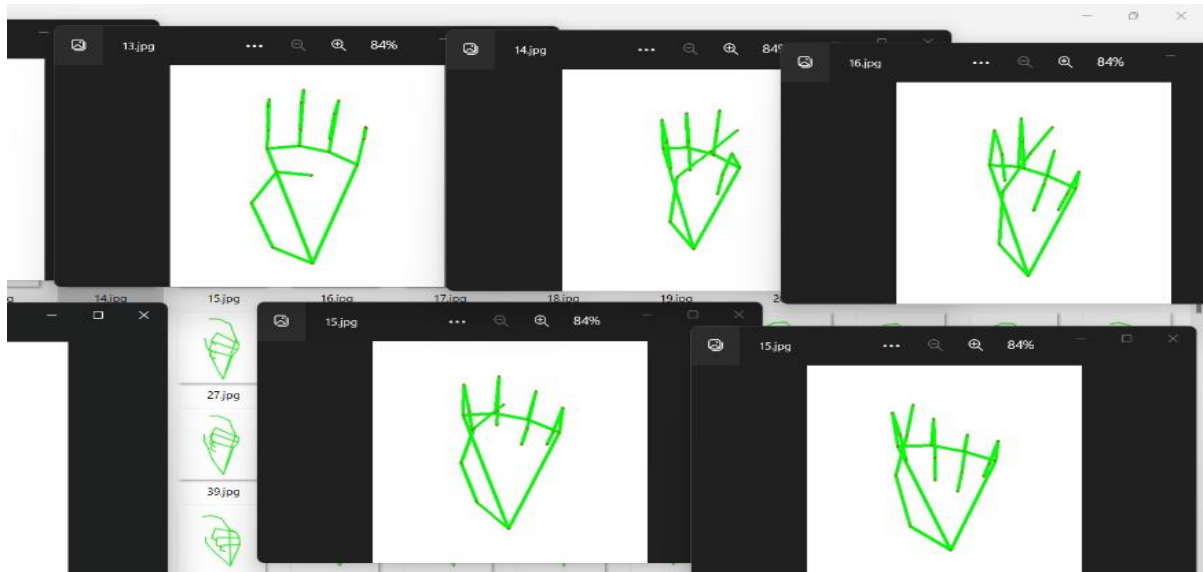 13.jpg ... 84%
14.jpg ... 84%
16.jpg ... 84%
14.jpg 15.jpg 16.jpg 17.jpg 18.jpg 19.jpg
15.jpg ... 84%
15.jpg ... 84%
27.jpg
39.jpg